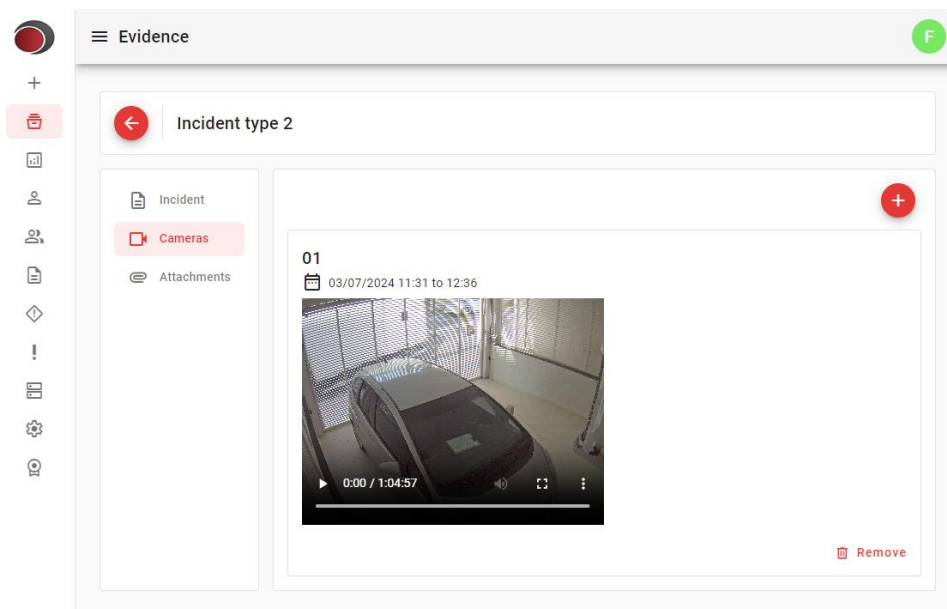 Evidence
F
Incident type 2
Incident
Cameras
Attachments
01
03/07/2024 11:31 to 12:36
0:00 / 1:04:57
Remove